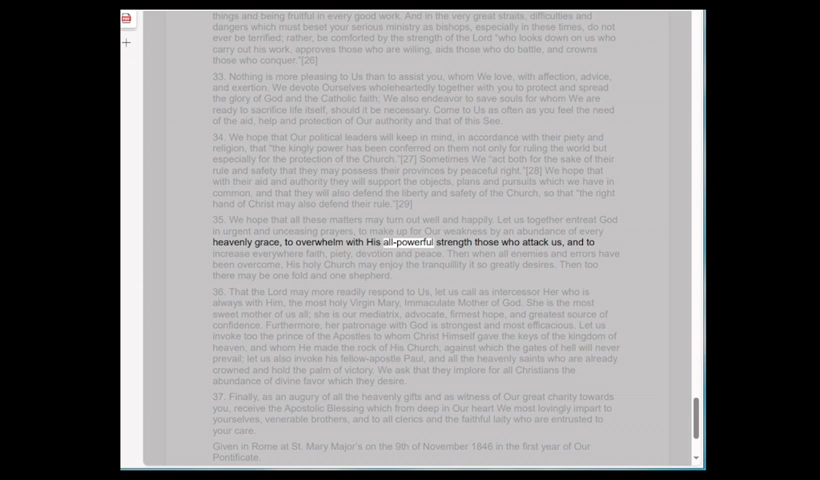 things and being fruitful in every good work. And in the very great straits, difficulties and
dangers which must beset your serious ministry as bishops, especially in these times, do not
ever be terrified; rather, be comforted by the strength of the Lord "who looks down on us who
carry out his work, approves those who are willing, aids those who do battle, and crowns
those who conquer."[26]
33. Nothing is more pleasing to Us than to assist you, whom We love, with affection, advice,
and exertion. We devote Ourselves wholeheartedly together with you to protect and spread
the glory of God and the Catholic faith; We also endeavor to save souls for whom We are
ready to sacrifice life itself, should it be necessary. Come to Us as often as you feel the need
of the aid, help and protection of Our authority and that of this See.
34. We hope that Our political leaders will keep in mind, in accordance with their piety and
religion, that "the kingly power has been conferred on them not only for ruling the world but
especially for the protection of the Church."[27] Sometimes We "act both for the sake of their
rule and safety that they may possess their provinces by peaceful right."[28] We hope that
with their aid and authority they will support the objects, plans and pursuits which we have in
common, and that they will also defend the liberty and safety of the Church, so that "the right
hand of Christ may also defend their rule."[29]
35. We hope that all these matters may turn out well and happily. Let us together entreat God
in urgent and unceasing prayers, to make up for Our weakness by an abundance of every
heavenly grace, to overwhelm with His all-powerful strength those who attack us, and to
increase everywhere faith, piety, devotion and peace. Then when all enemies and errors have
been overcome, His holy Church may enjoy the tranquillity it so greatly desires. Then too
there may be one fold and one shepherd.
36. That the Lord may more readily respond to Us, let us call as intercessor Her who is
always with Him, the most holy Virgin Mary, Immaculate Mother of God. She is the most
sweet mother of us all; she is our mediatrix, advocate, firmest hope, and greatest source of
confidence. Furthermore, her patronage with God is strongest and most efficacious. Let us
invoke too the prince of the Apostles to whom Christ Himself gave the keys of the kingdom of
heaven, and whom He made the rock of His Church, against which the gates of hell will never
prevail; let us also invoke his fellow-apostle Paul, and all the heavenly saints who are already
crowned and hold the palm of victory. We ask that they implore for all Christians the
abundance of divine favor which they desire.
37. Finally, as an augury of all the heavenly gifts and as witness of Our great charity towards
you, receive the Apostolic Blessing which from deep in Our heart We most lovingly impart to
yourselves, venerable brothers, and to all clerics and the faithful laity who are entrusted to
your care.
Given in Rome at St. Mary Major's on the 9th of November 1846 in the first year of Our
Pontificate.